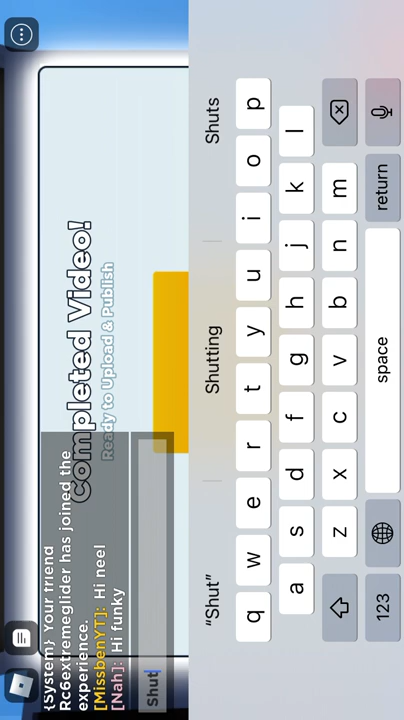 Completed Video!
Ready to Upload & Publish
{System} Your friend
Rc6extremeglider has joined the
experience.
[MissbenYT]: Hi neel
[Nah]: Hi funky
Shut
“Shut” Shutting Shuts
q w e r t y u i o p
a s d f g h j k l
z x c v b n m
123 space return